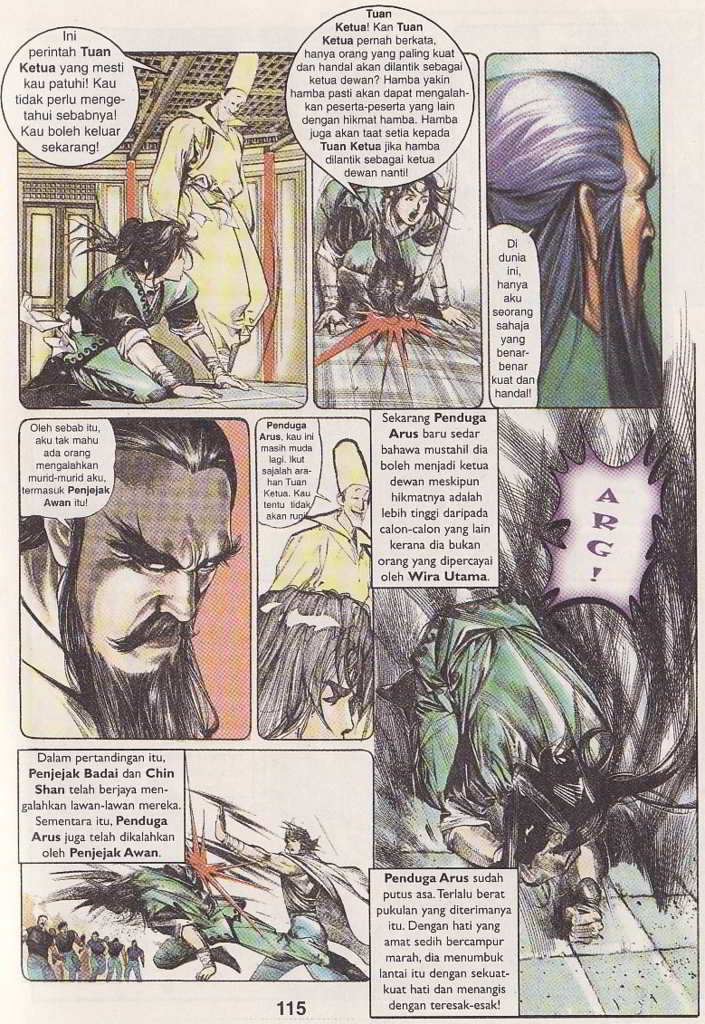 Ini
perintah Tuan
Ketua yang mesti
kau patuhi! Kau
tidak perlu menge-
tahui sebabnya!
Kau boleh keluar
sekarang!
Tuan
Ketua! Kan Tuan
Ketua pernah berkata,
hanya orang yang paling kuat
dan handal akan dilantik sebagai
ketua dewan? Hamba yakin
hamba pasti akan dapat mengalah-
kan peserta-peserta yang lain
dengan hikmat hamba. Hamba
juga akan taat setia kepada
Tuan Ketua jika hamba
dilantik sebagai ketua
dewan nanti!
Di
dunia
ini,
hanya
aku
seorang
sahaja
yang
benar-
benar
kuat dan
handal!
Oleh sebab itu,
aku tak mahu
ada orang
mengalahkan
murid-murid aku,
termasuk Penjejak
Awan itu!
Penduga
Arus, kau ini
masih muda
lagi. Ikut
sajalah ara-
han Tuan
Ketua. Kau
tentu tidak
akan rugi!
Sekarang Penduga
Arus baru sedar
bahawa mustahil dia
boleh menjadi ketua
dewan meskipun
hikmatnya adalah
lebih tinggi daripada
calon-calon yang lain
kerana dia bukan
orang yang dipercayai
oleh Wira Utama.
ARG!
Dalam pertandingan itu,
Penjejak Badai dan Chin
Shan telah berjaya men-
galahkan lawan-lawan mereka.
Sementara itu, Penduga
Arus juga telah dikalahkan
oleh Penjejak Awan.
Penduga Arus sudah
putus asa. Terlalu berat
pukulan yang diterimanya
itu. Dengan hati yang
amat sedih bercampur
marah, dia menumbuk
lantai itu dengan sekuat-
kuat hati dan menangis
dengan teresak-esak!
115